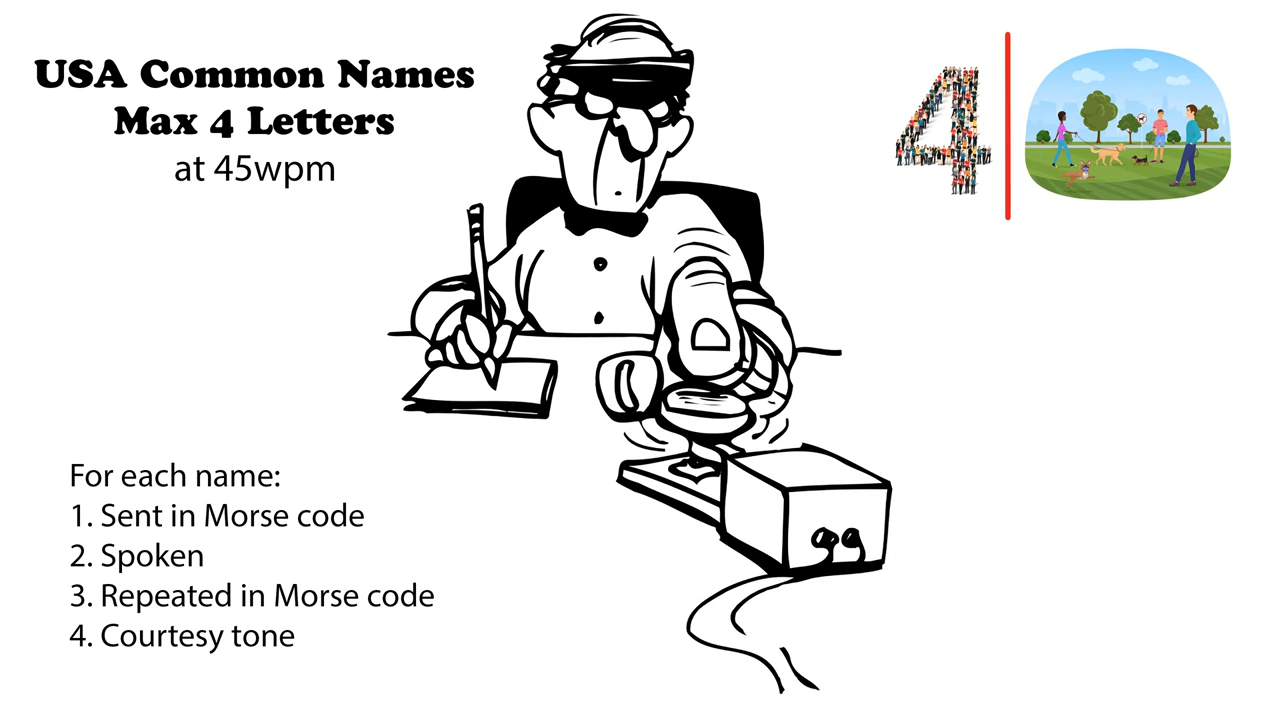 USA Common Names
Max 4 Letters
at 45wpm
4
For each name:
1. Sent in Morse code
2. Spoken
3. Repeated in Morse code
4. Courtesy tone